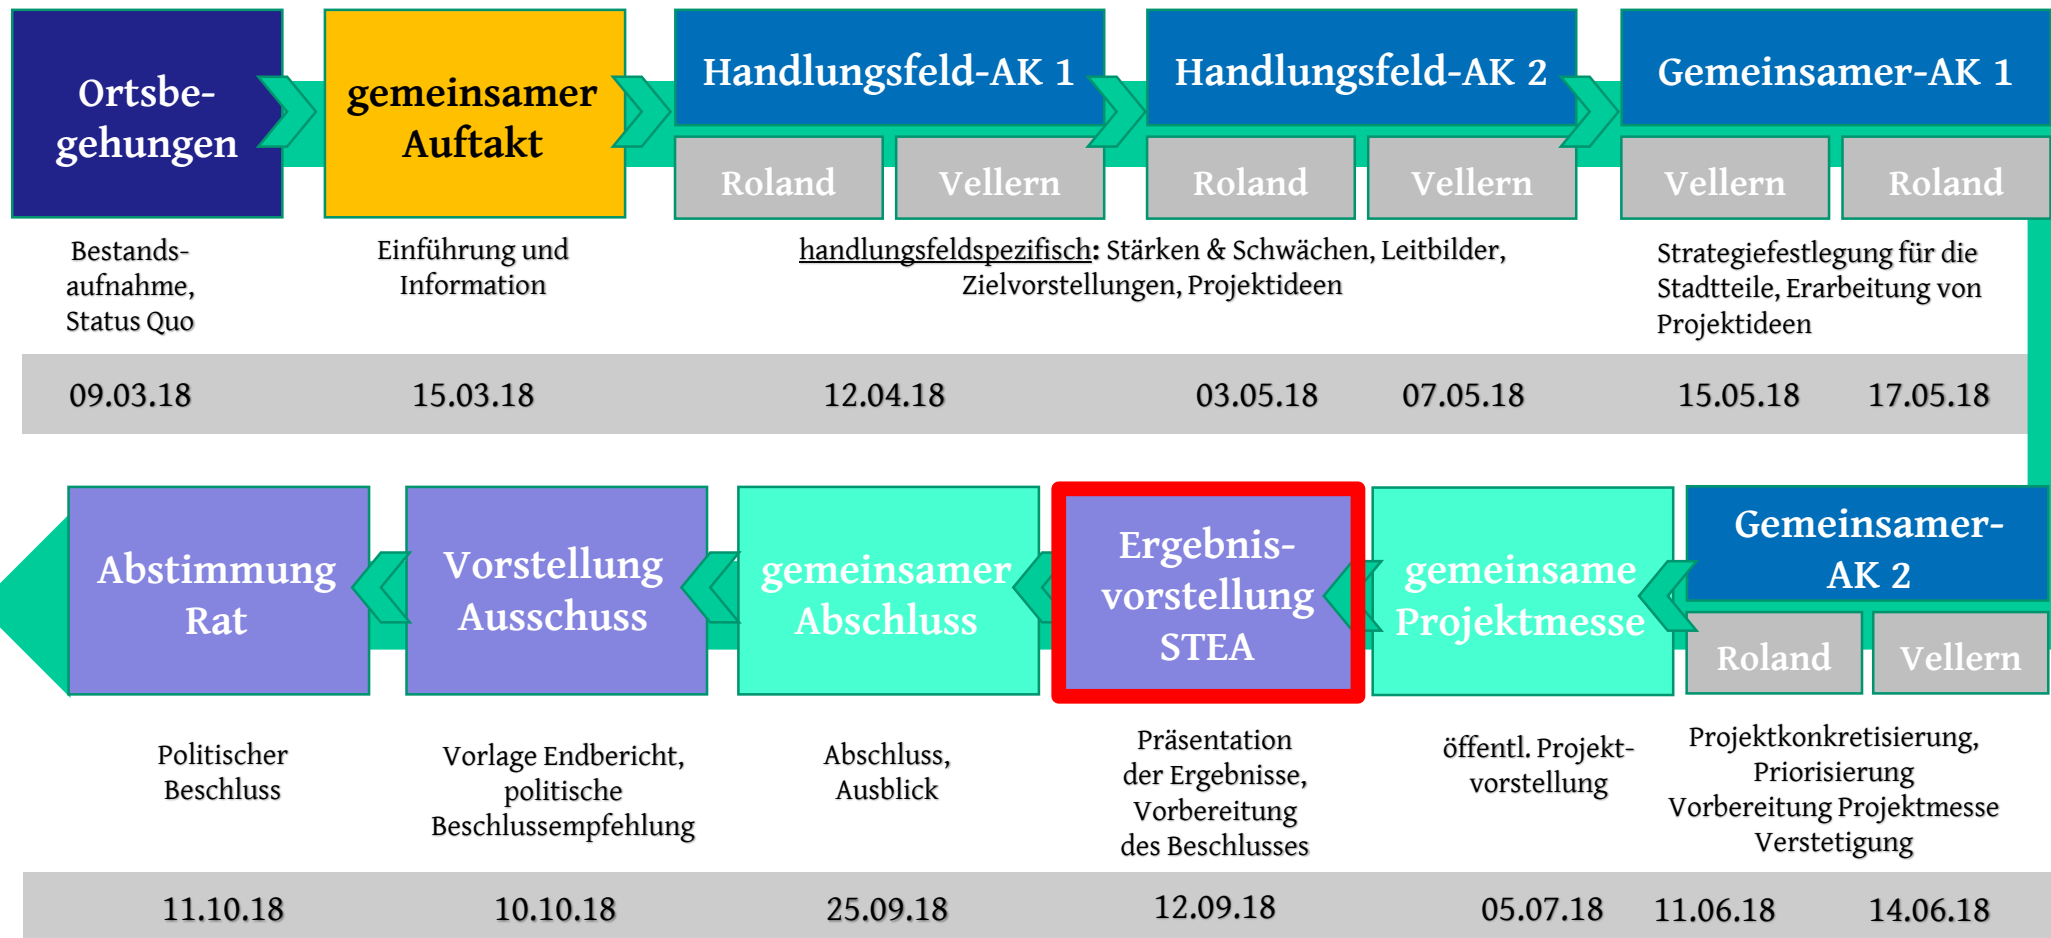 Ortsbe-
gehungen
gemeinsamer
Auftakt
Handlungsfeld-AK 1
Roland
Vellern
Handlungsfeld-AK 2
Roland
Vellern
Gemeinsamer-AK 1
Vellern
Roland
Bestands-
aufnahme,
Status Quo
Einführung und
Information
handlungsfeldspezifisch: Stärken & Schwächen, Leitbilder,
Zielvorstellungen, Projektideen
Strategiefestlegung für die
Stadtteile, Erarbeitung von
Projektideen
09.03.18
15.03.18
12.04.18
03.05.18
07.05.18
15.05.18
17.05.18
Abstimmung
Rat
Vorstellung
Ausschuss
gemeinsamer
Abschluss
Ergebnis-
vorstellung
STEA
gemeinsame
Projektmesse
Gemeinsamer-
AK 2
Roland
Vellern
Politischer
Beschluss
Vorlage Endbericht,
politische
Beschlussempfehlung
Abschluss,
Ausblick
Präsentation
der Ergebnisse,
Vorbereitung
des Beschlusses
öffentl. Projekt-
vorstellung
Projektkonkretisierung,
Priorisierung
Vorbereitung Projektmesse
Verstetigung
11.10.18
10.10.18
25.09.18
12.09.18
05.07.18
11.06.18
14.06.18